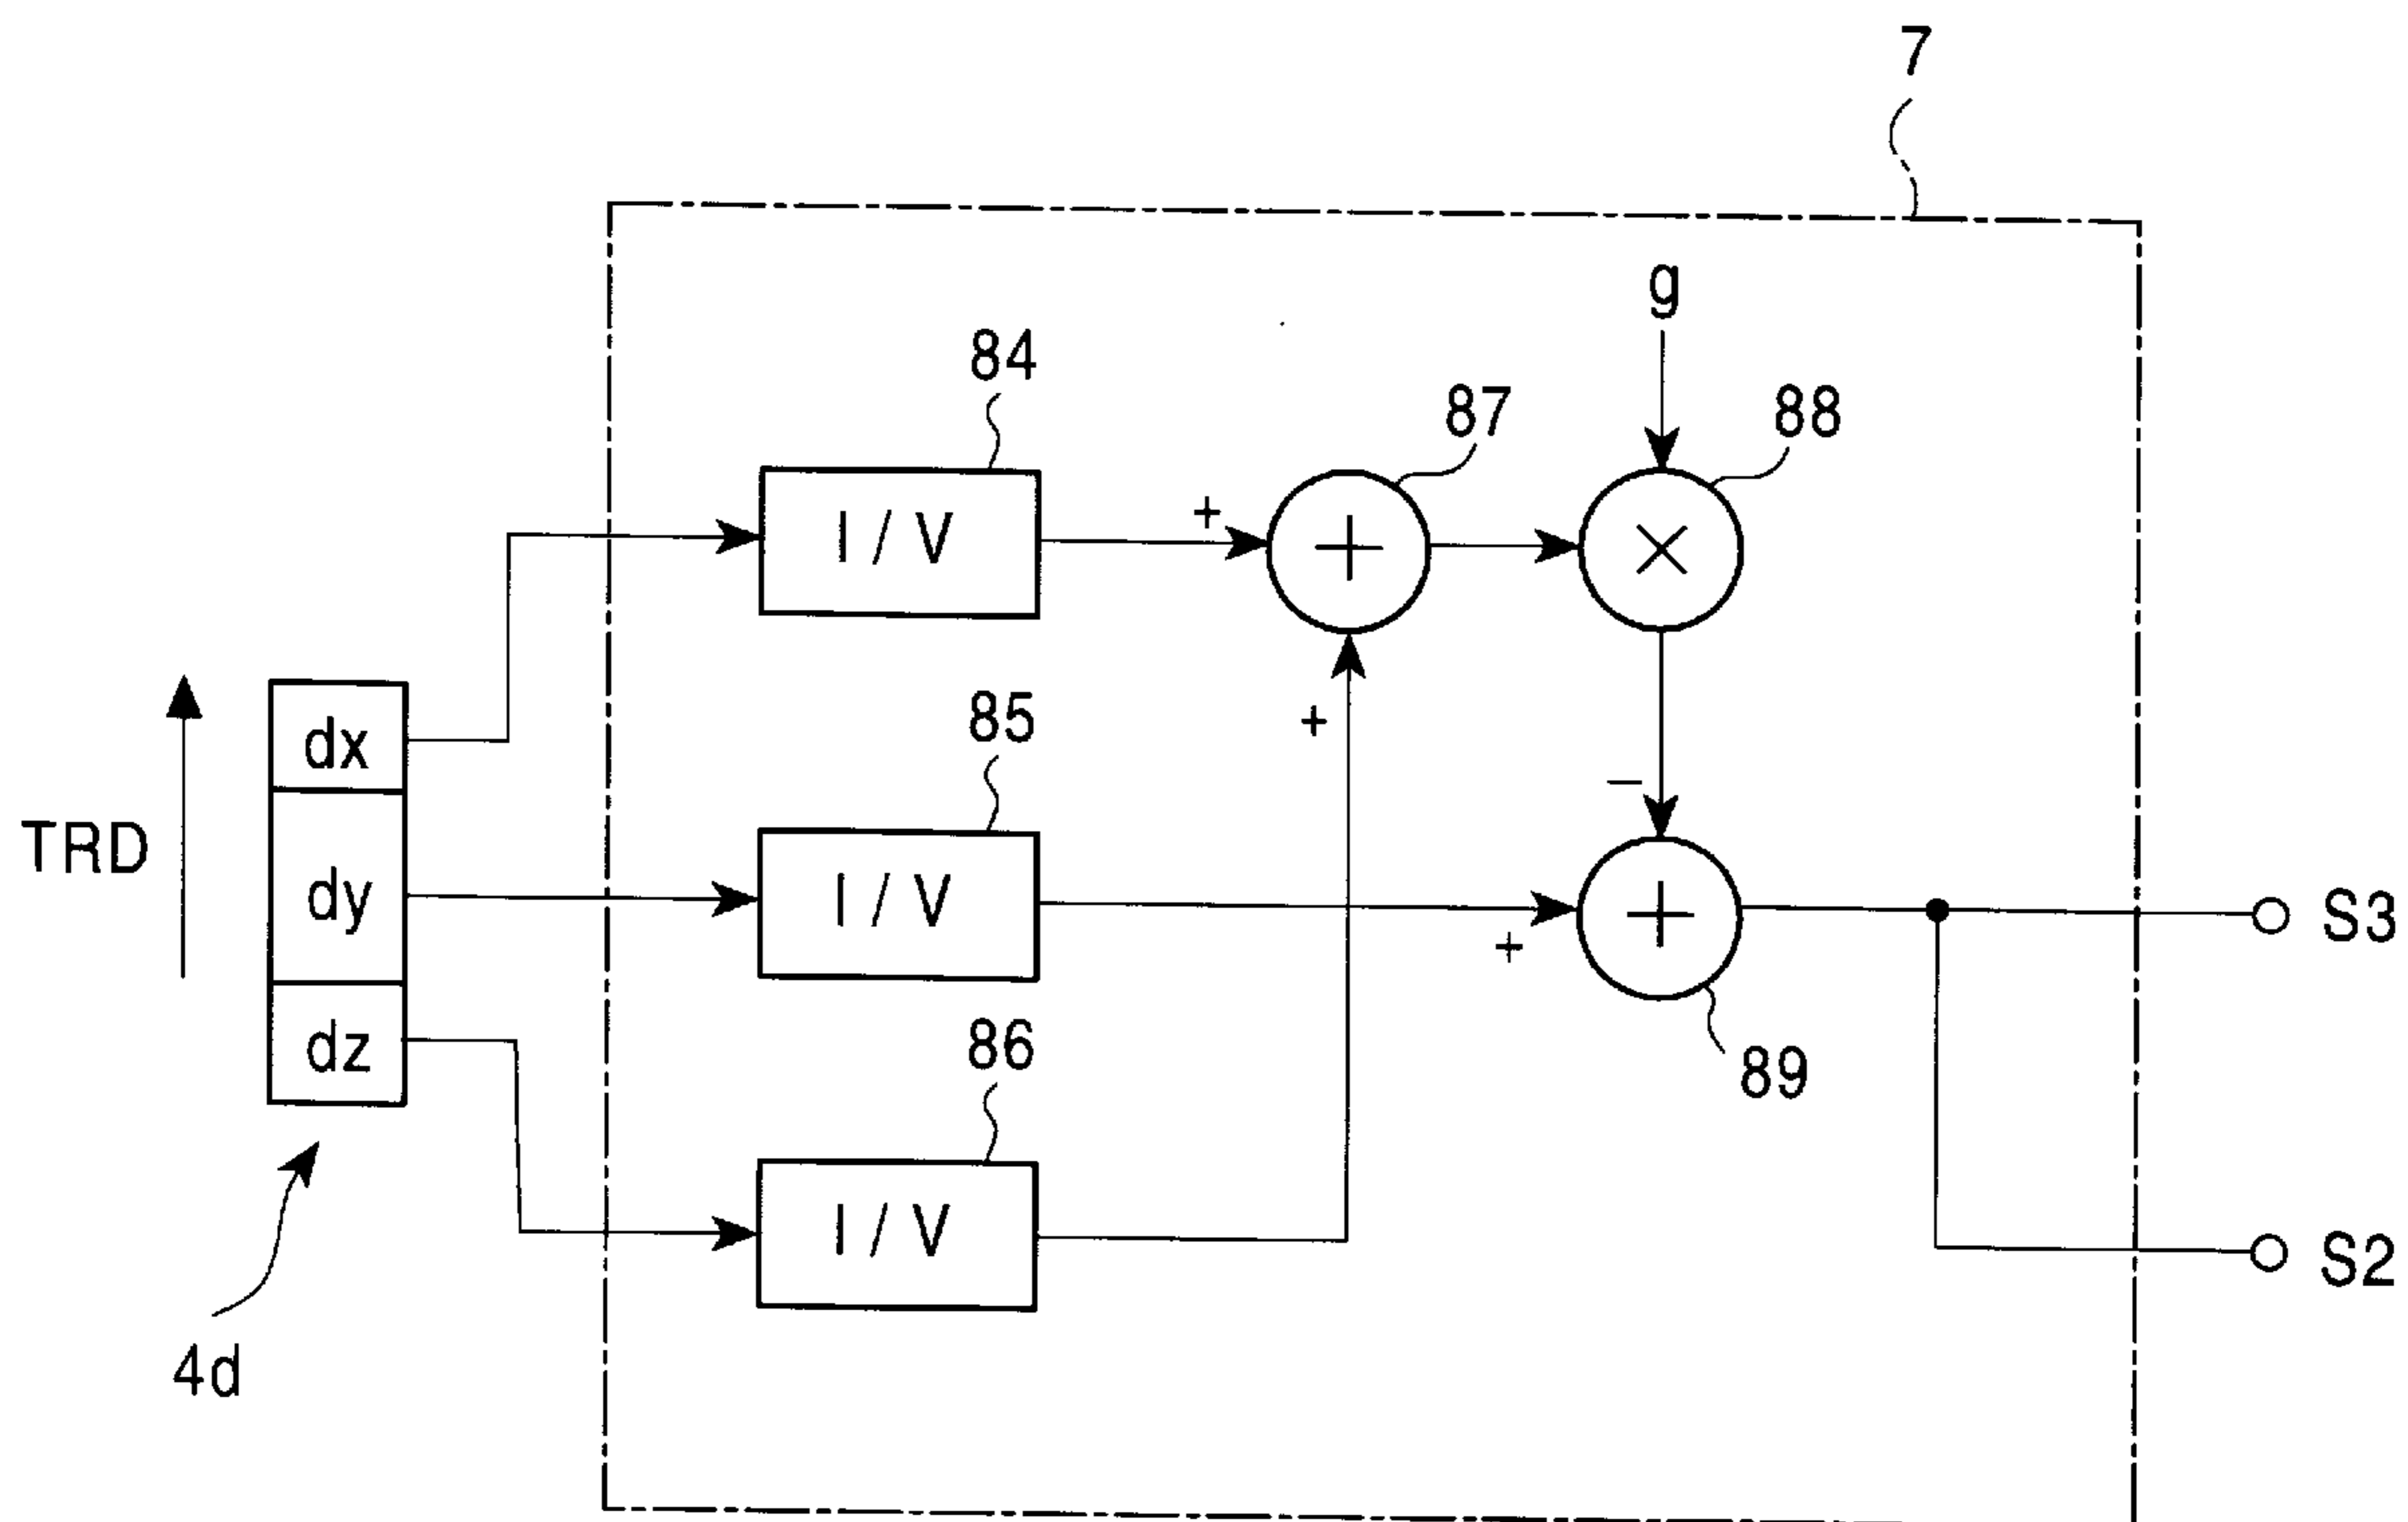 7
g
84
87
88
I / V
+
+
×
dx
85
+
−
TRD
dy
I / V
+
+
S3
dz
86
89
I / V
S2
4d